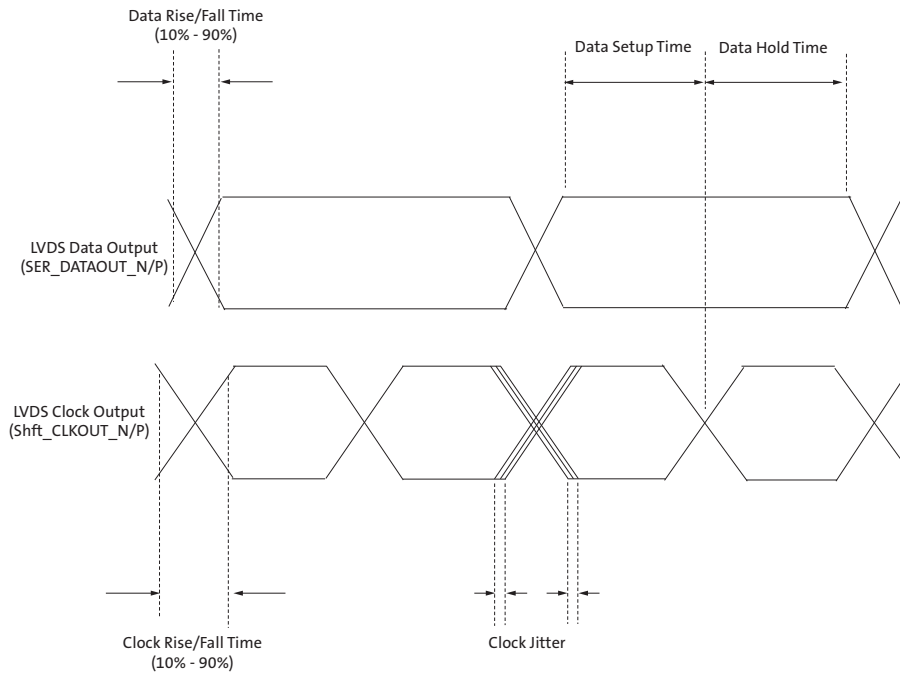 Data Rise/Fall Time
(10% - 90%)
Data Setup Time
Data Hold Time
LVDS Data Output
(SER_DATAOUT_N/P)
LVDS Clock Output
(Shft_CLKOUT_N/P)
Clock Rise/Fall Time
(10% - 90%)
Clock Jitter